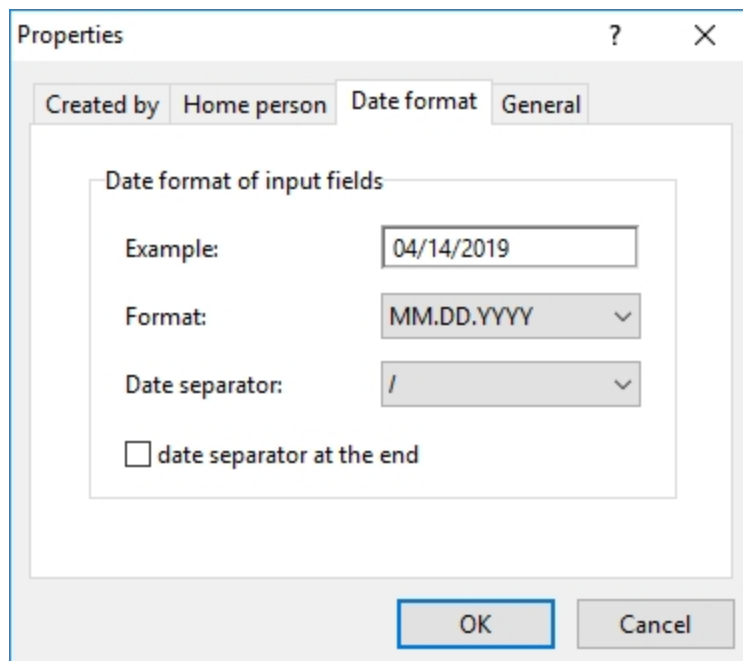 Properties ?
Created by Home person Date format General
Date format of input fields
Example: 04/14/2019
Format: MM.DD.YYYY
Date separator: /
date separator at the end
OK Cancel